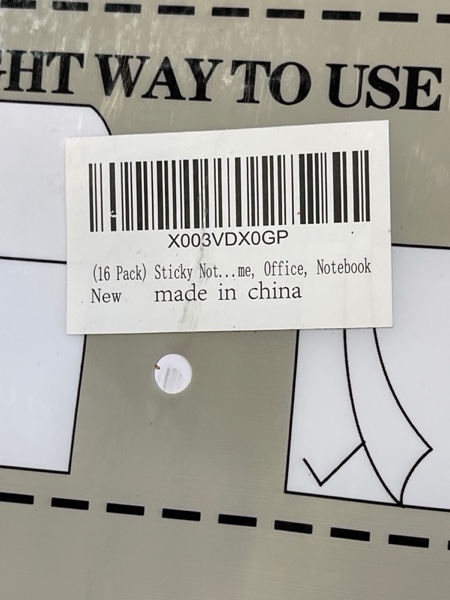 GHT WAY TO USE
X003VDX0GP
(16 Pack) Sticky Not...me, Office, Notebook
New made in china